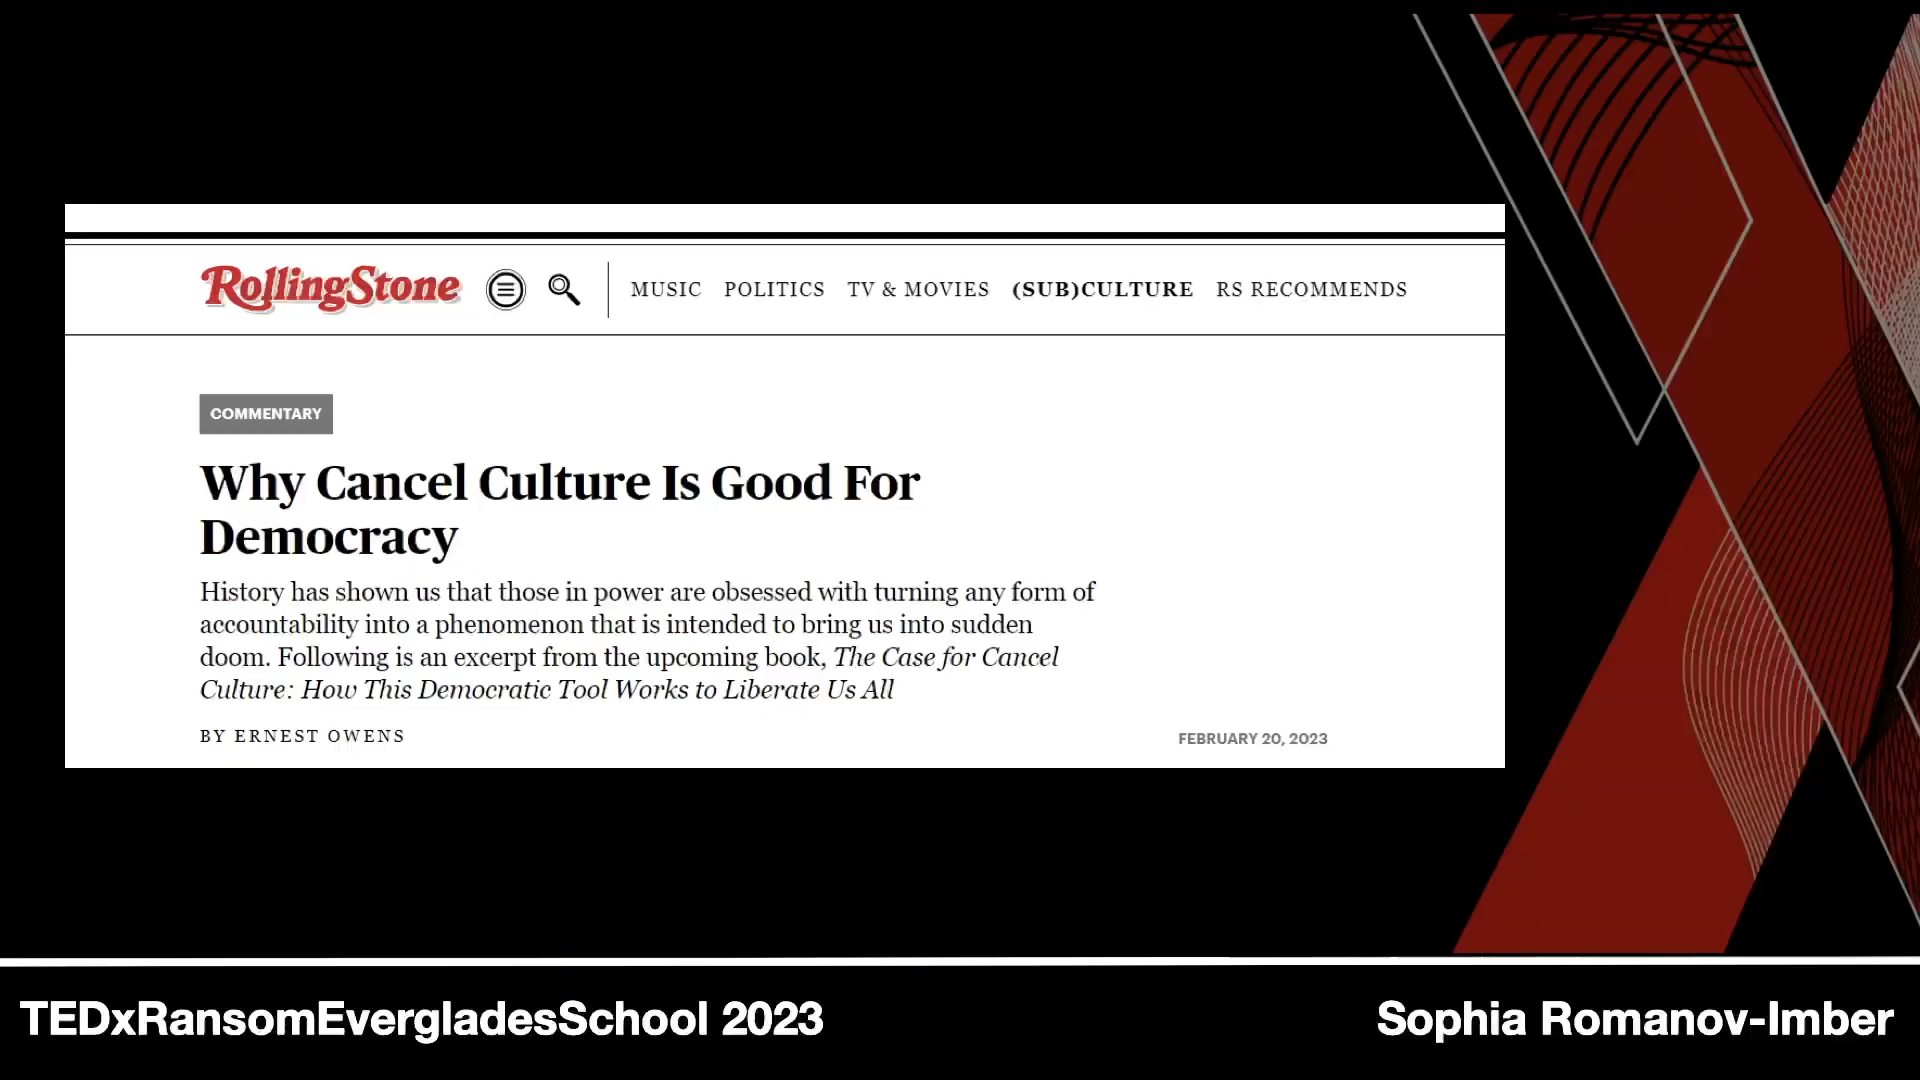 RollingStone MUSIC POLITICS TV & MOVIES (SUB)CULTURE RS RECOMMENDS
COMMENTARY
Why Cancel Culture Is Good For
Democracy
History has shown us that those in power are obsessed with turning any form of
accountability into a phenomenon that is intended to bring us into sudden
doom. Following is an excerpt from the upcoming book, The Case for Cancel
Culture: How This Democratic Tool Works to Liberate Us All
BY ERNEST OWENS FEBRUARY 20, 2023
TEDxRansomEvergladesSchool 2023 Sophia Romanov-Imber